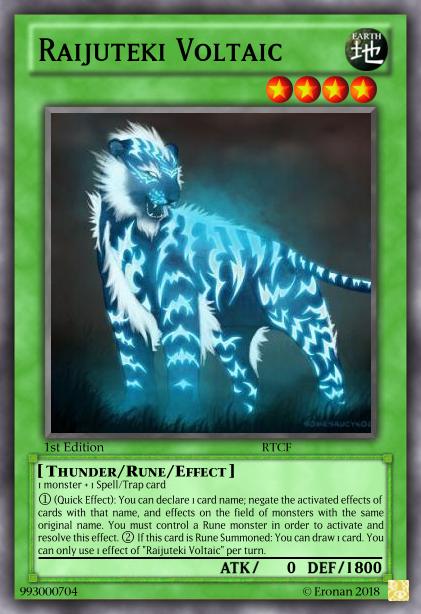 Raijuteki Voltaic
EARTH
地
1st Edition RTCF
[ Thunder/Rune/Effect ]
1 monster + 1 Spell/Trap card
① (Quick Effect): You can declare 1 card name; negate the activated effects of
cards with that name, and effects on the field of monsters with the same
original name. You must control a Rune monster in order to activate and
resolve this effect. ② If this card is Rune Summoned: You can draw 1 card. You
can only use 1 effect of "Raijuteki Voltaic" per turn.
ATK/ 0 DEF/1800
993000704 © Eronan 2018